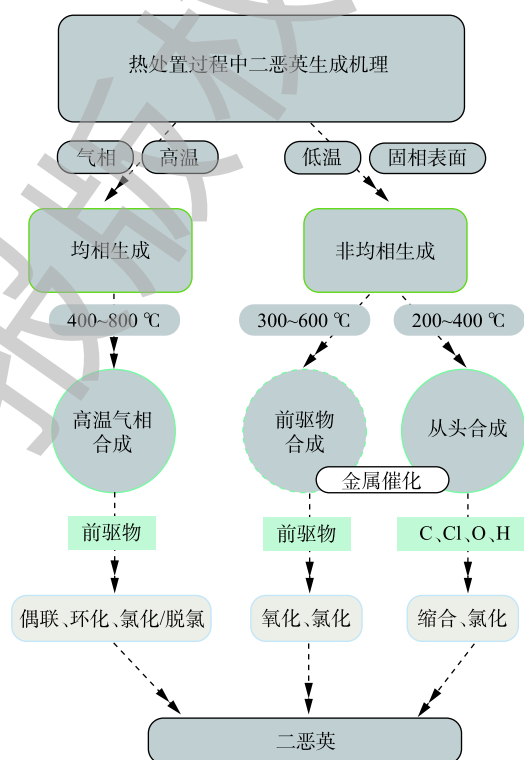 热处置过程中二恶英生成机理
气相
高温
低温
固相表面
均相生成
非均相生成
400~800 ℃
300~600 ℃
200~400 ℃
高温气相
合成
前驱物
合成
从头合成
金属催化
前驱物
前驱物
C、Cl、O、H
偶联、环化、氯化/脱氯
氧化、氯化
缩合、氯化
二恶英
报版权